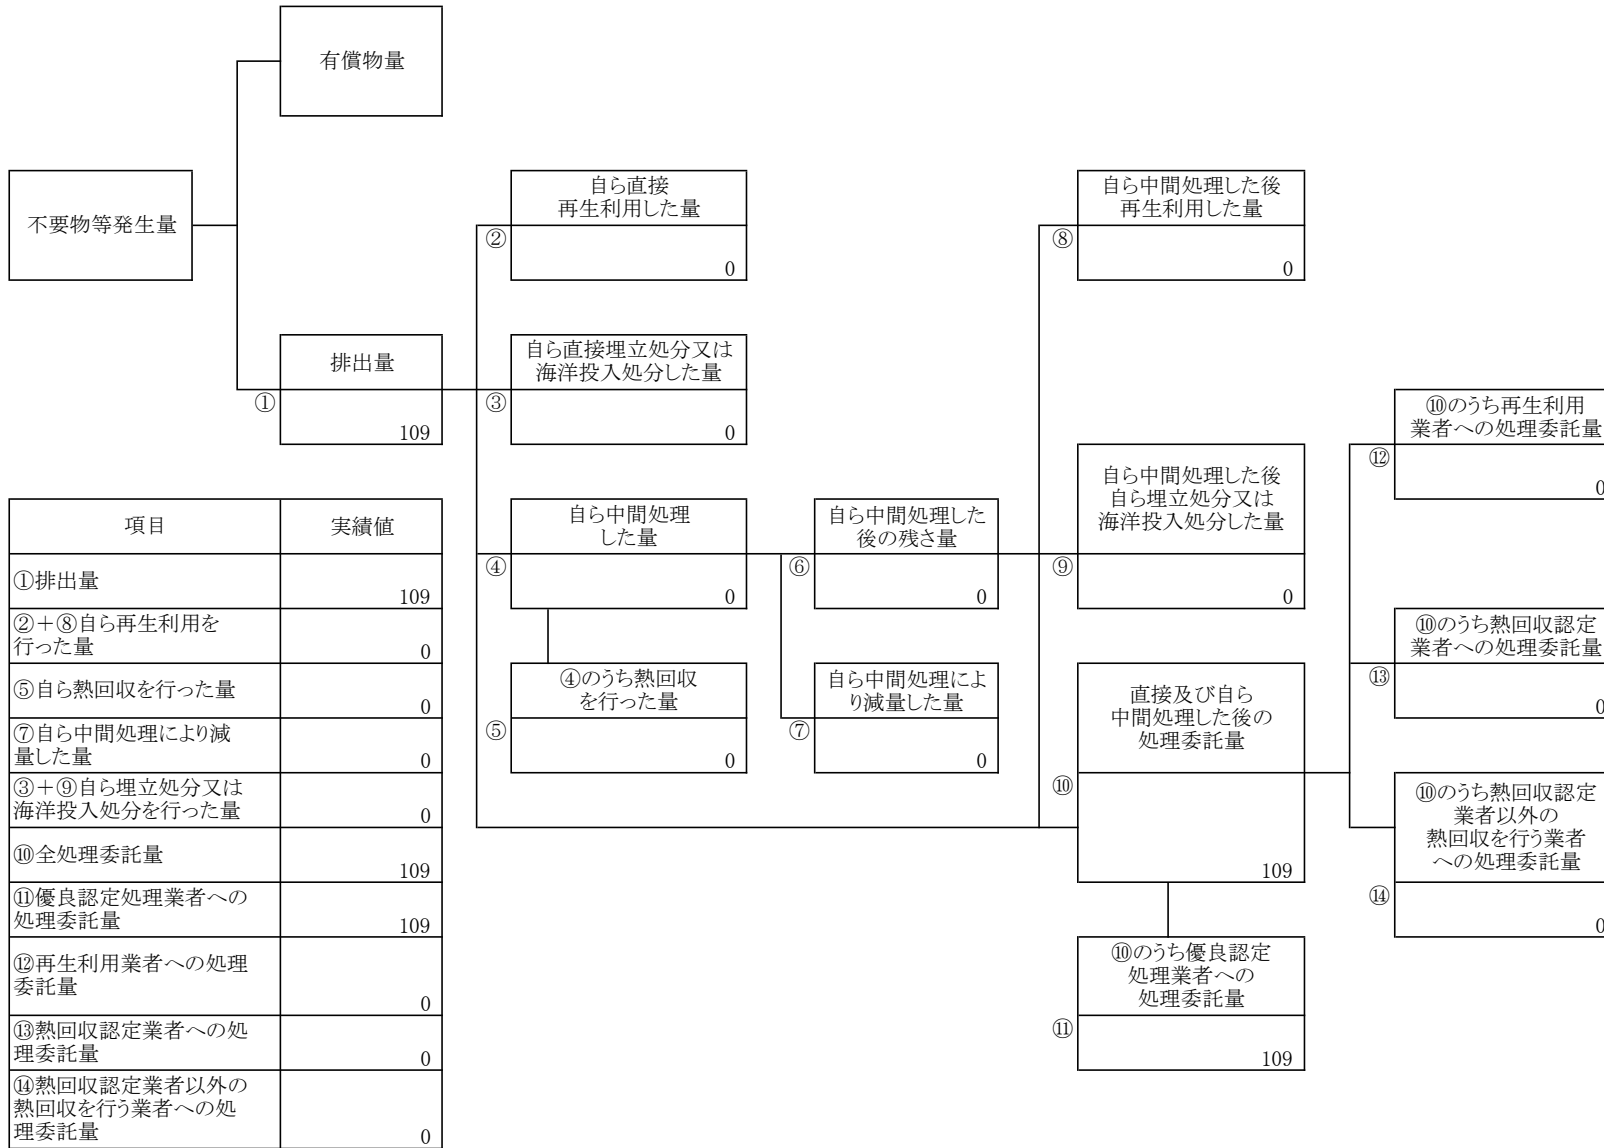 有償物量
不要物等発生量
自ら直接
再生利用した量
②
0
自ら中間処理した後
再生利用した量
⑧
0
排出量
①
109
自ら直接埋立処分又は
海洋投入処分した量
③
0
⑩のうち再生利用
業者への処理委託量
⑫
0
自ら中間処理
した量
④
0
自ら中間処理した
後の残さ量
⑥
0
自ら中間処理した後
自ら埋立処分又は
海洋投入処分した量
⑨
0
⑩のうち熱回収認定
業者への処理委託量
⑬
0
④のうち熱回収
を行った量
⑤
0
自ら中間処理によ
り減量した量
⑦
0
直接及び自ら
中間処理した後の
処理委託量
⑩
109
⑩のうち熱回収認定
業者以外の
熱回収を行う業者
への処理委託量
⑭
0
⑩のうち優良認定
処理業者への
処理委託量
⑪
109
項目 実績値
①排出量
109
②＋⑧自ら再生利用を
行った量
0
⑤自ら熱回収を行った量
0
⑦自ら中間処理により減
量した量
0
③＋⑨自ら埋立処分又は
海洋投入処分を行った量
0
⑩全処理委託量
109
⑪優良認定処理業者への
処理委託量
109
⑫再生利用業者への処理
委託量
0
⑬熱回収認定業者への処
理委託量
0
⑭熱回収認定業者以外の
熱回収を行う業者への処
理委託量
0